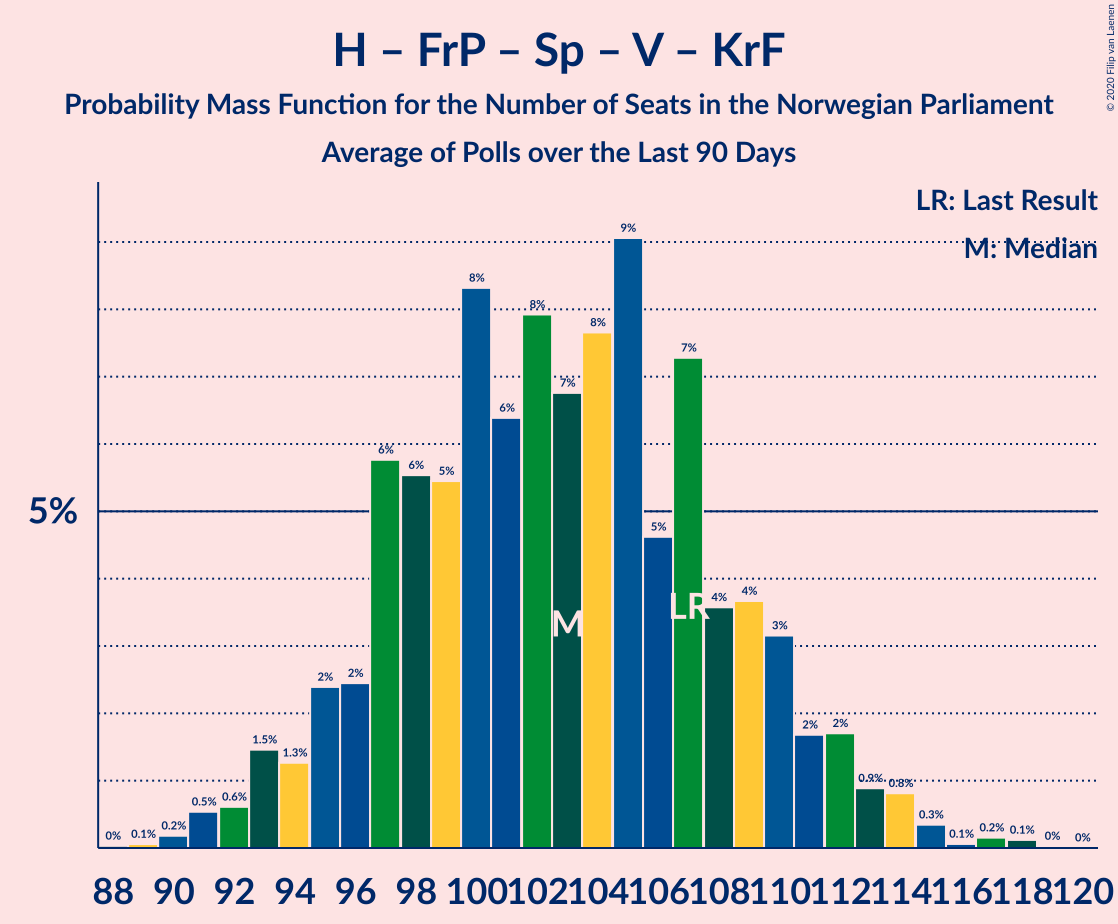 H – FrP – Sp – V – KrF
Probability Mass Function for the Number of Seats in the Norwegian Parliament
Average of Polls over the Last 90 Days
© 2020 Filip van Laenen
LR: Last Result
M: Median
5%
0% 0.1% 0.2% 0.5% 0.6% 1.5% 1.3% 2% 2% 6% 6% 5% 8% 6% 8% 7% 8% 9% 5% 7% 4% 4% 3% 2% 2% 0.9% 0.8% 0.3% 0.1% 0.2% 0.1% 0% 0%
M LR
88 90 92 94 96 98 100 102 104 106 108 110 112 114 116 118 120